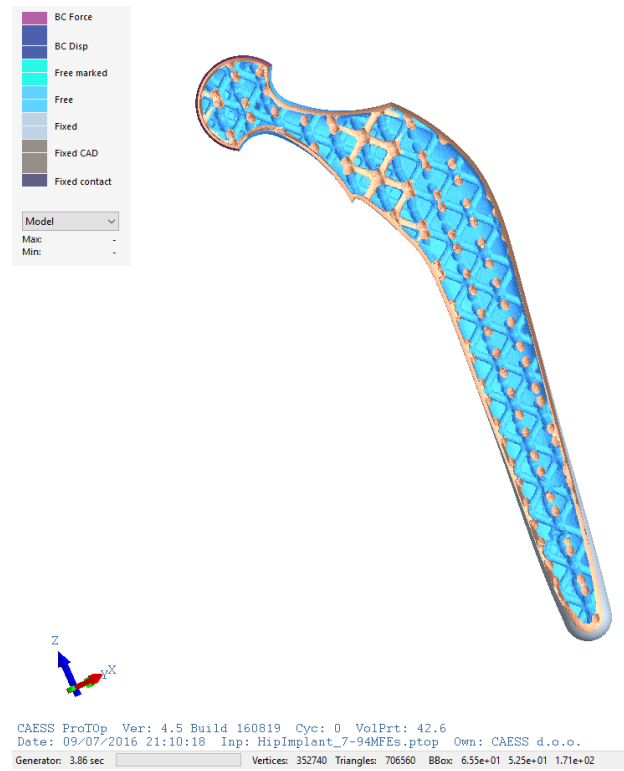 BC Force
BC Disp
Free marked
Free
Fixed
Fixed CAD
Fixed contact
Model
Max: -
Min: -
Z
Y X
CAESS ProTOp Ver: 4.5 Build 160819 Cyc: 0 VolPrt: 42.6
Date: 09/07/2016 21:10:18 Inp: HipImplant_7-94MFEs.ptop Own: CAESS d.o.o.
Generator: 3.86 sec Vertices: 352740 Triangles: 706560 BBox: 6.55e+01 5.25e+01 1.71e+02